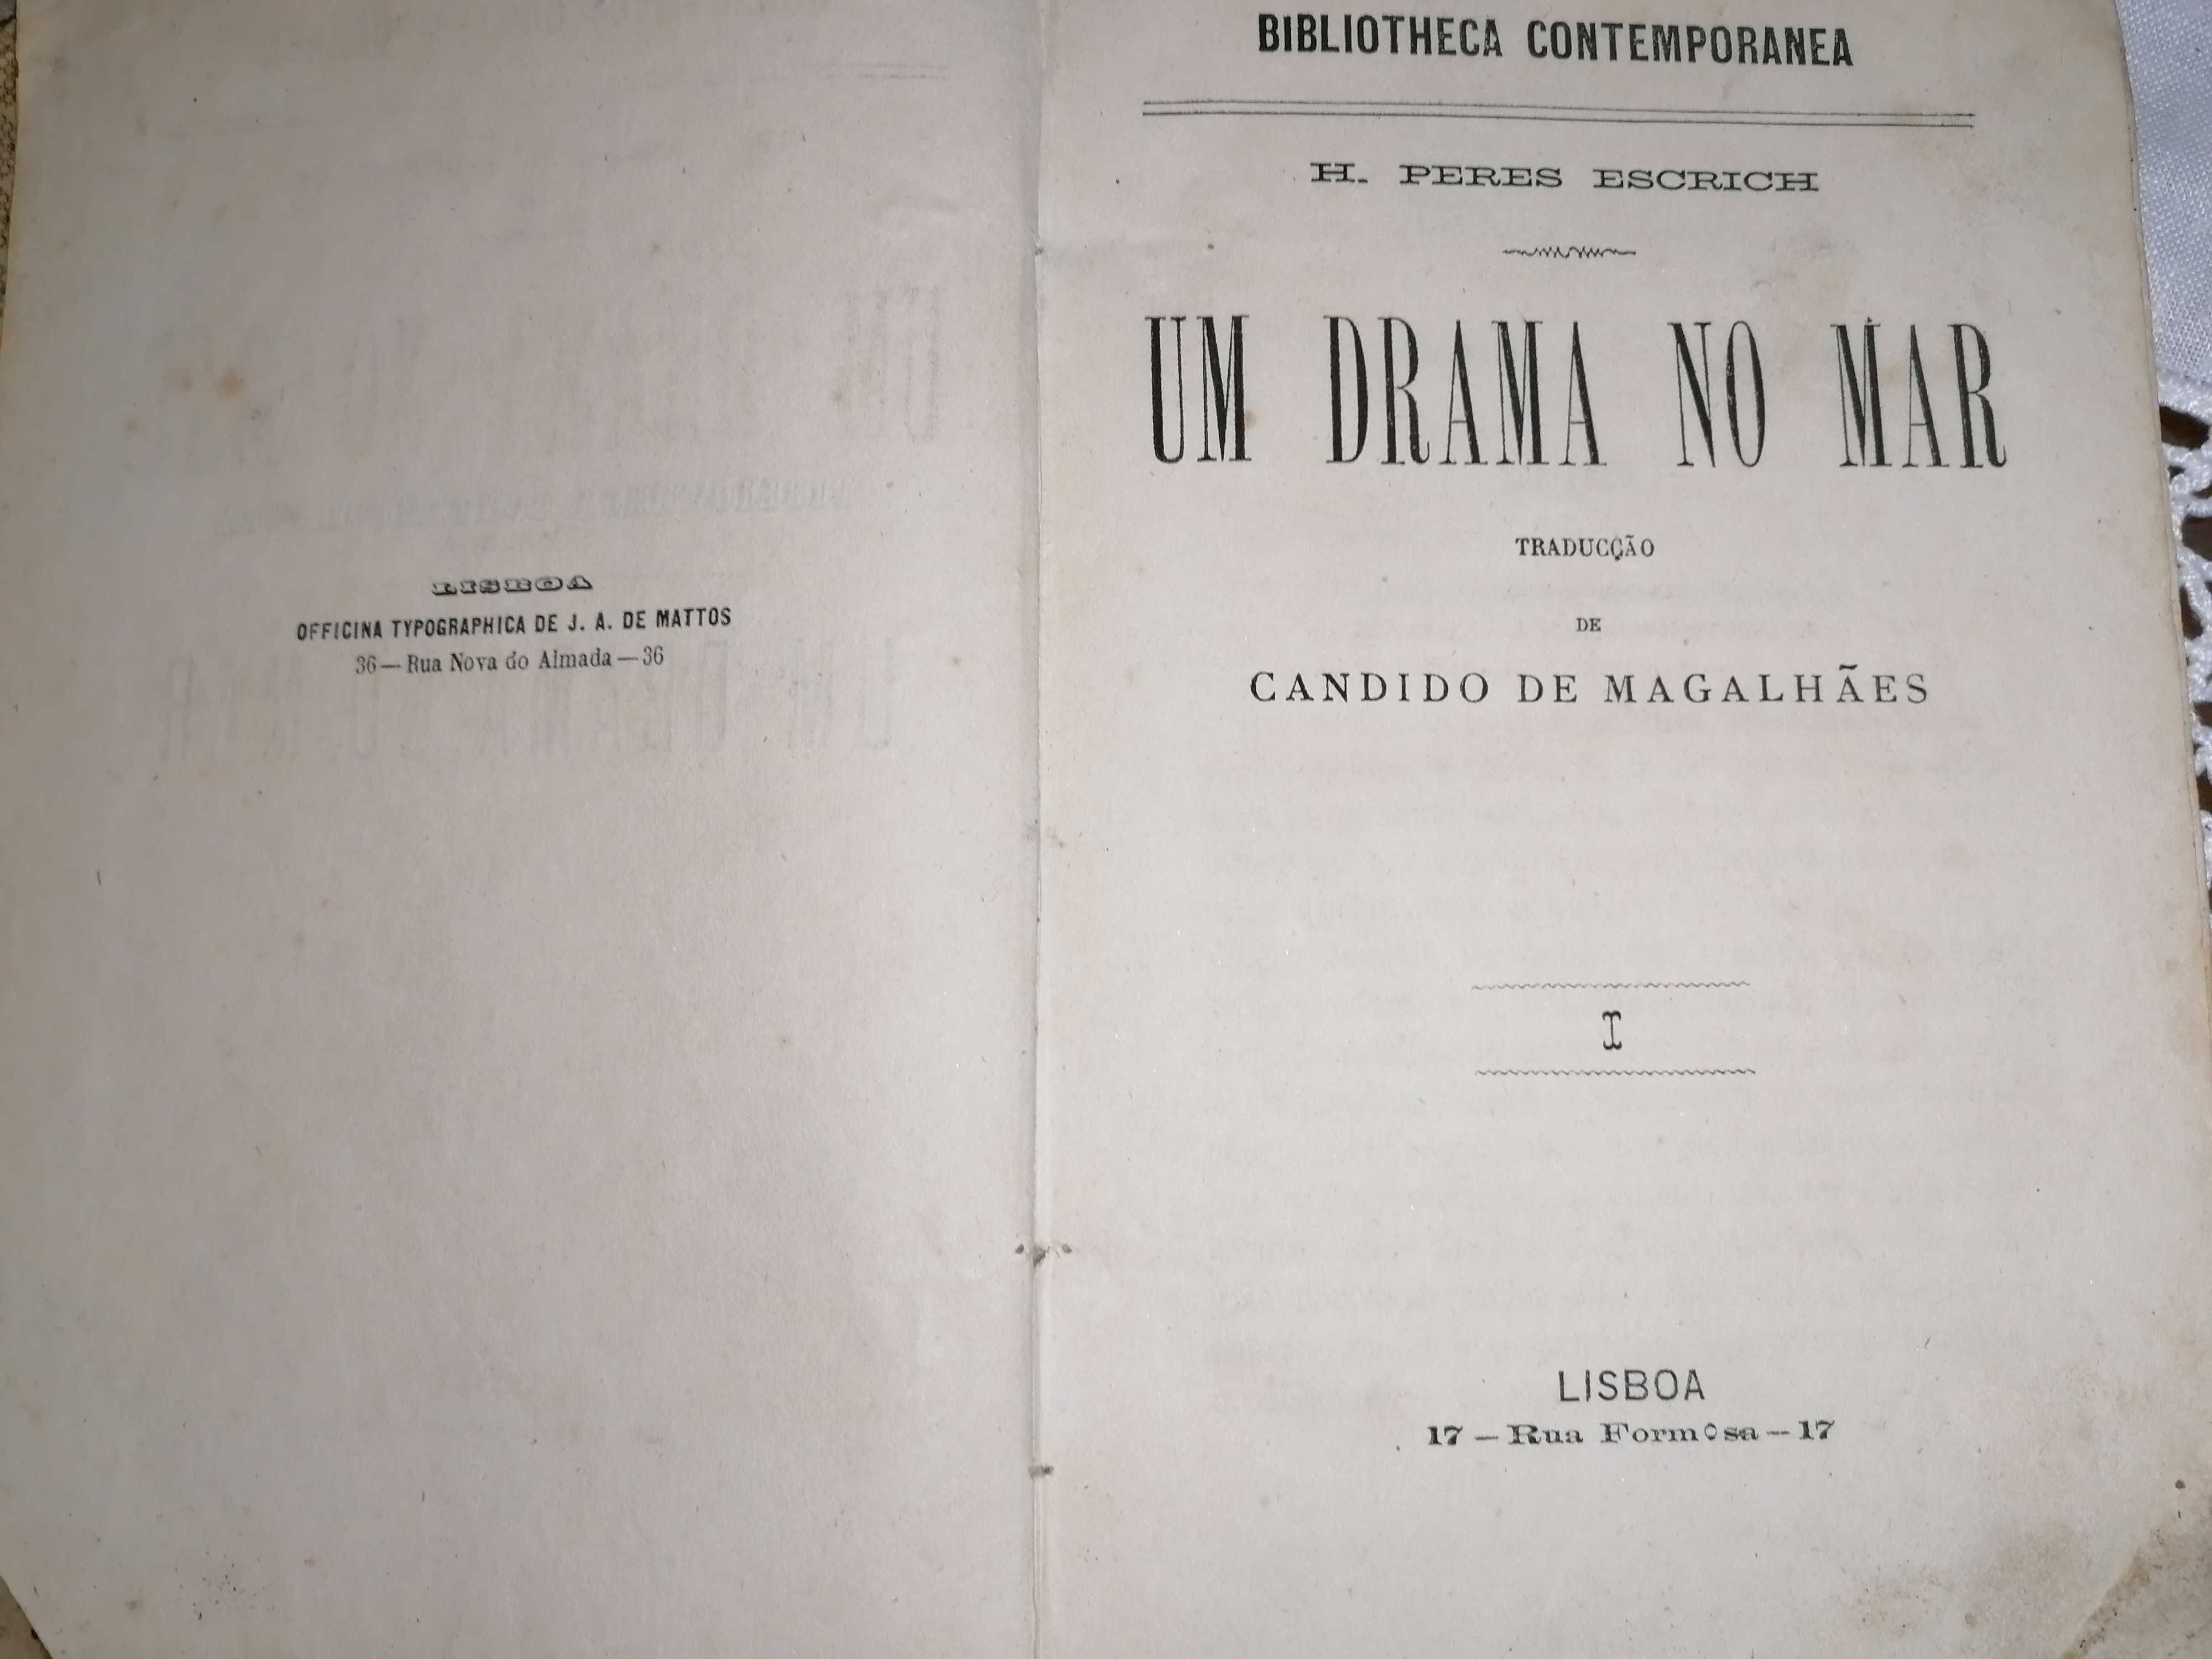 LISBOA
OFFICINA TYPOGRAPHICA DE J. A. DE MATTOS
36—Rua Nova do Almada—36
BIBLIOTHECA CONTEMPORANEA
H. PERES ESCRICH
UM DRAMA NO MAR
TRADUCÇÃO
DE
CANDIDO DE MAGALHÃES
I
LISBOA
17—Rua Formosa—17